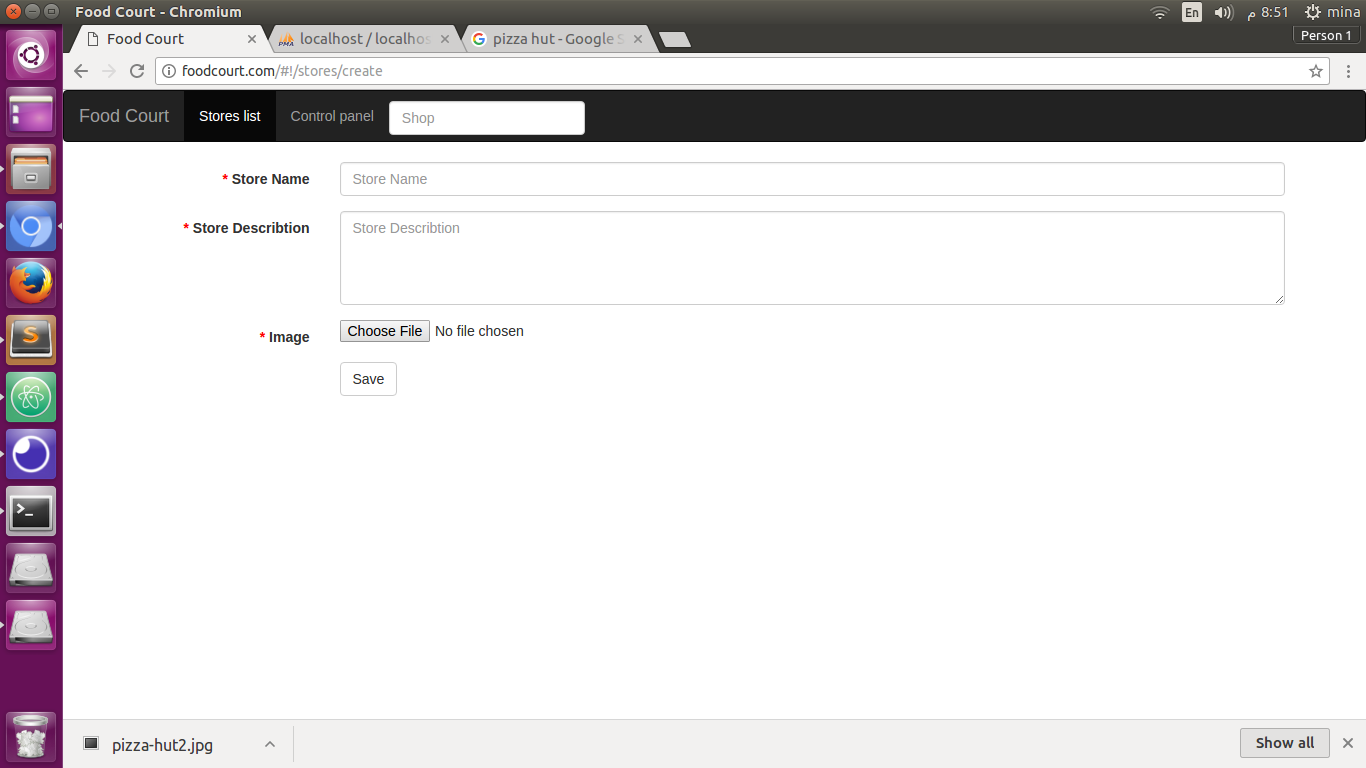 Food Court - Chromium
En
8:51 م
mina
Food Court
PMA localhost / localhos
pizza hut - Google S
Person 1
foodcourt.com/#!/stores/create
Food Court
Stores list
Control panel
Shop
* Store Name
Store Name
* Store Describtion
Store Describtion
* Image
Choose File
No file chosen
Save
pizza-hut2.jpg
Show all